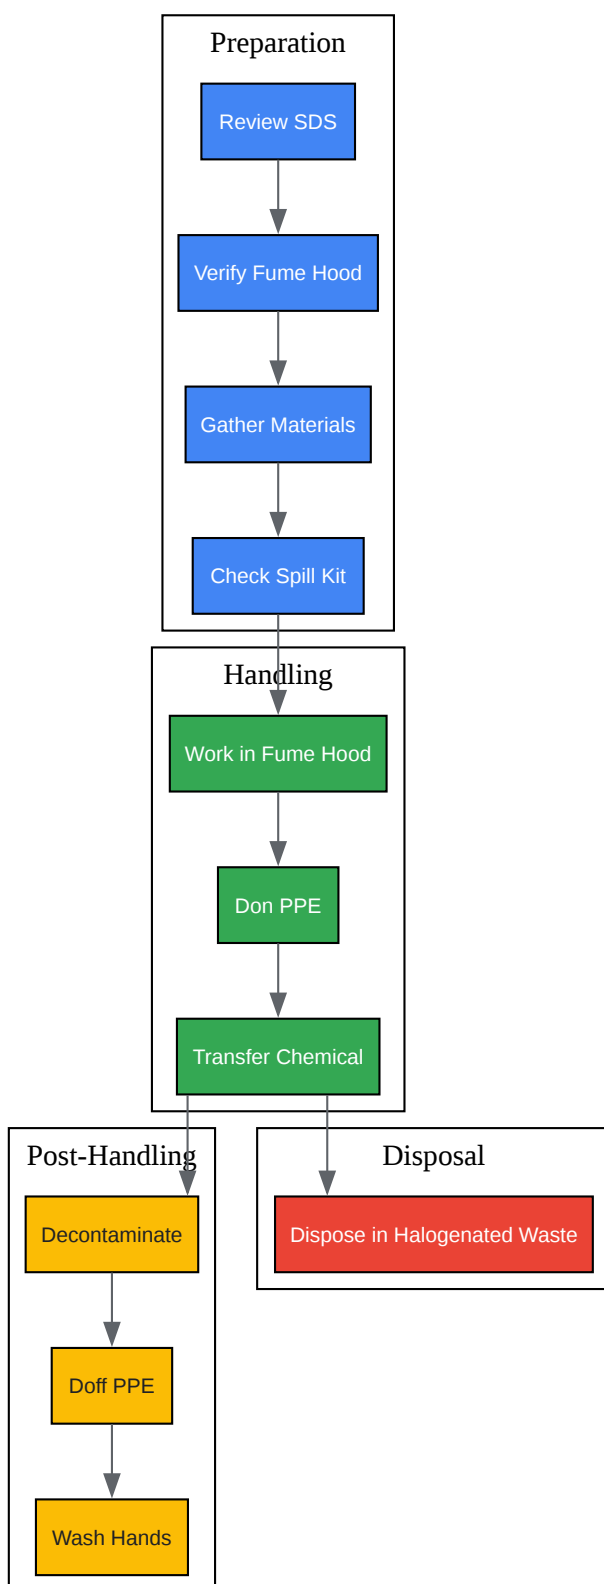 Preparation
Review SDS
Verify Fume Hood
Gather Materials
Check Spill Kit
Handling
Work in Fume Hood
Don PPE
Transfer Chemical
Post-Handling
Decontaminate
Doff PPE
Wash Hands
Disposal
Dispose in Halogenated Waste